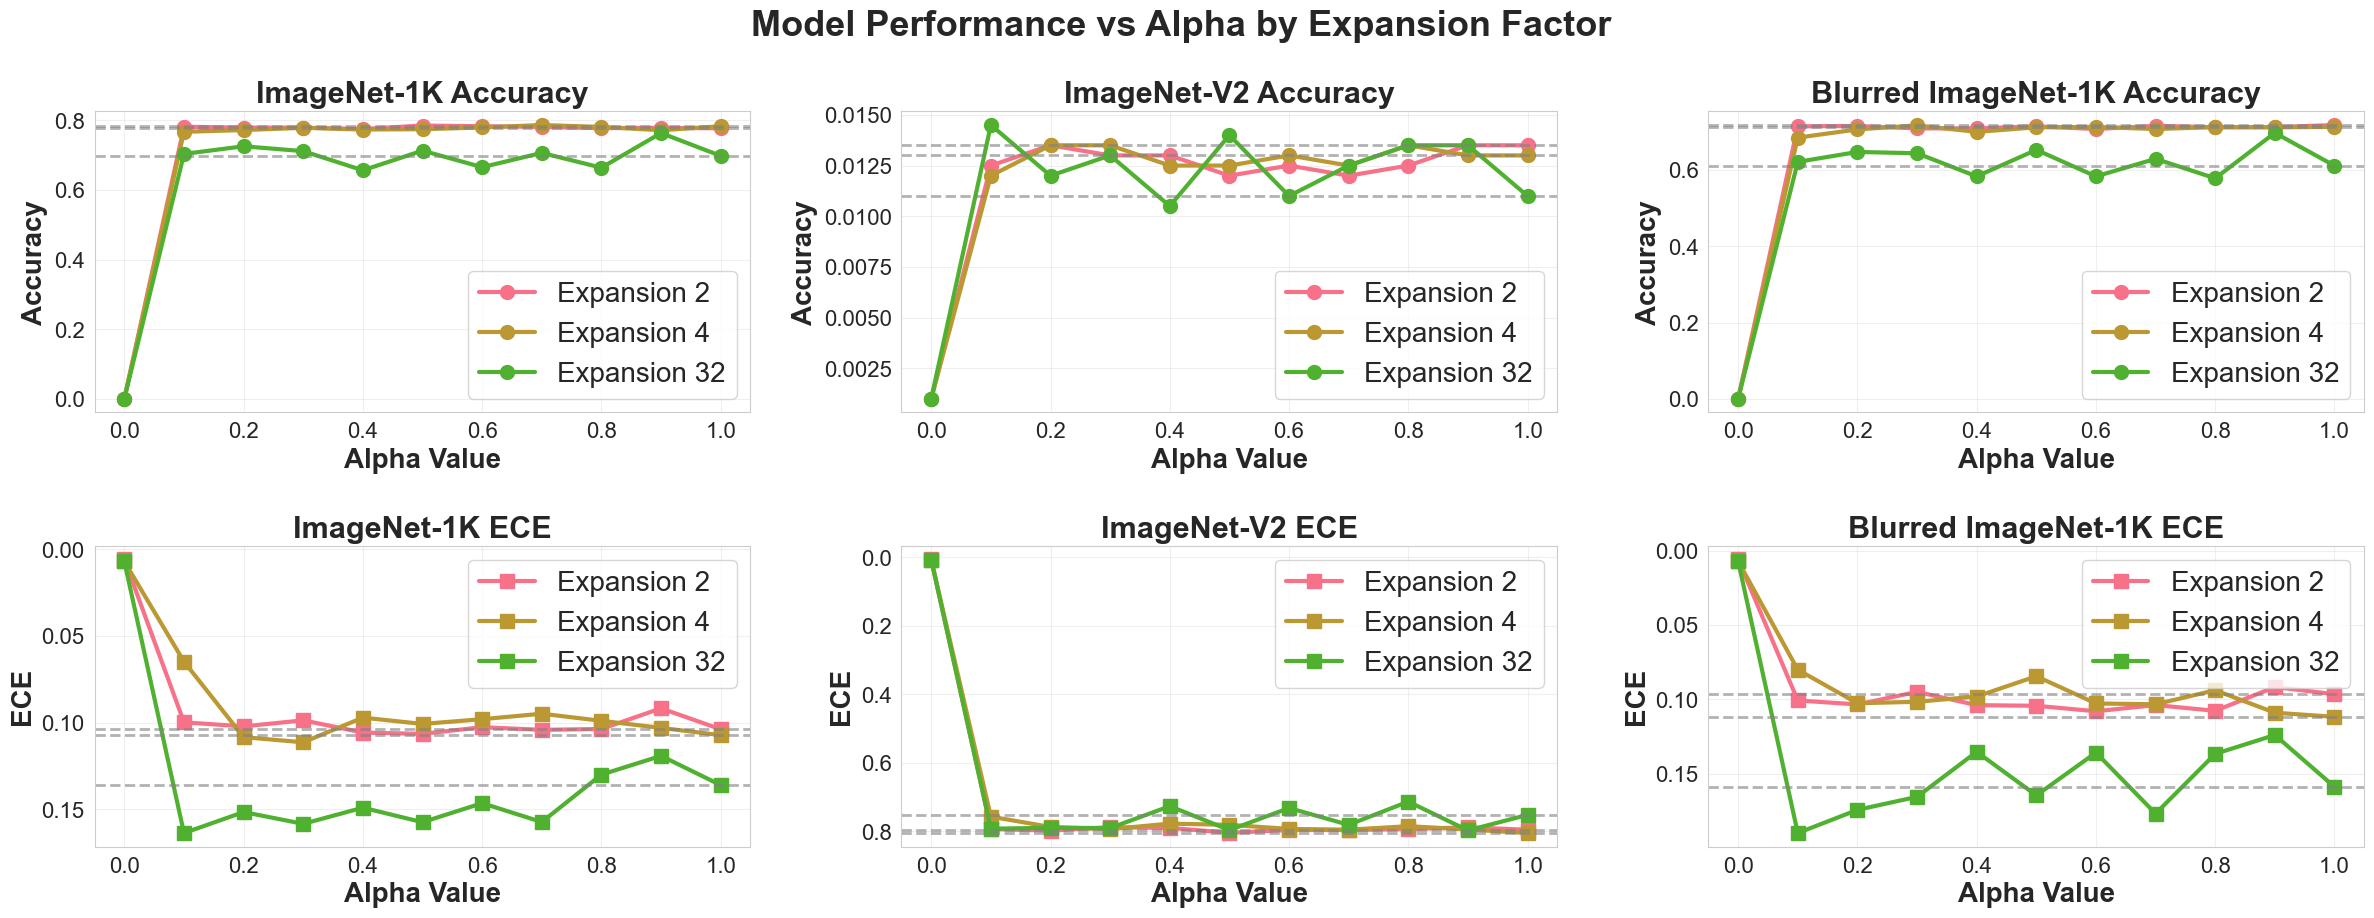 Model Performance vs Alpha by Expansion Factor
ImageNet-1K Accuracy
Accuracy
0.8
0.6
0.4
0.2
0.0
0.0 0.2 0.4 0.6 0.8 1.0
Alpha Value
Expansion 2
Expansion 4
Expansion 32
ImageNet-V2 Accuracy
Accuracy
0.0150
0.0125
0.0100
0.0075
0.0050
0.0025
0.0 0.2 0.4 0.6 0.8 1.0
Alpha Value
Expansion 2
Expansion 4
Expansion 32
Blurred ImageNet-1K Accuracy
Accuracy
0.6
0.4
0.2
0.0
0.0 0.2 0.4 0.6 0.8 1.0
Alpha Value
Expansion 2
Expansion 4
Expansion 32
ImageNet-1K ECE
ECE
0.00
0.05
0.10
0.15
0.0 0.2 0.4 0.6 0.8 1.0
Alpha Value
Expansion 2
Expansion 4
Expansion 32
ImageNet-V2 ECE
ECE
0.0
0.2
0.4
0.6
0.8
0.0 0.2 0.4 0.6 0.8 1.0
Alpha Value
Expansion 2
Expansion 4
Expansion 32
Blurred ImageNet-1K ECE
ECE
0.00
0.05
0.10
0.15
0.0 0.2 0.4 0.6 0.8 1.0
Alpha Value
Expansion 2
Expansion 4
Expansion 32